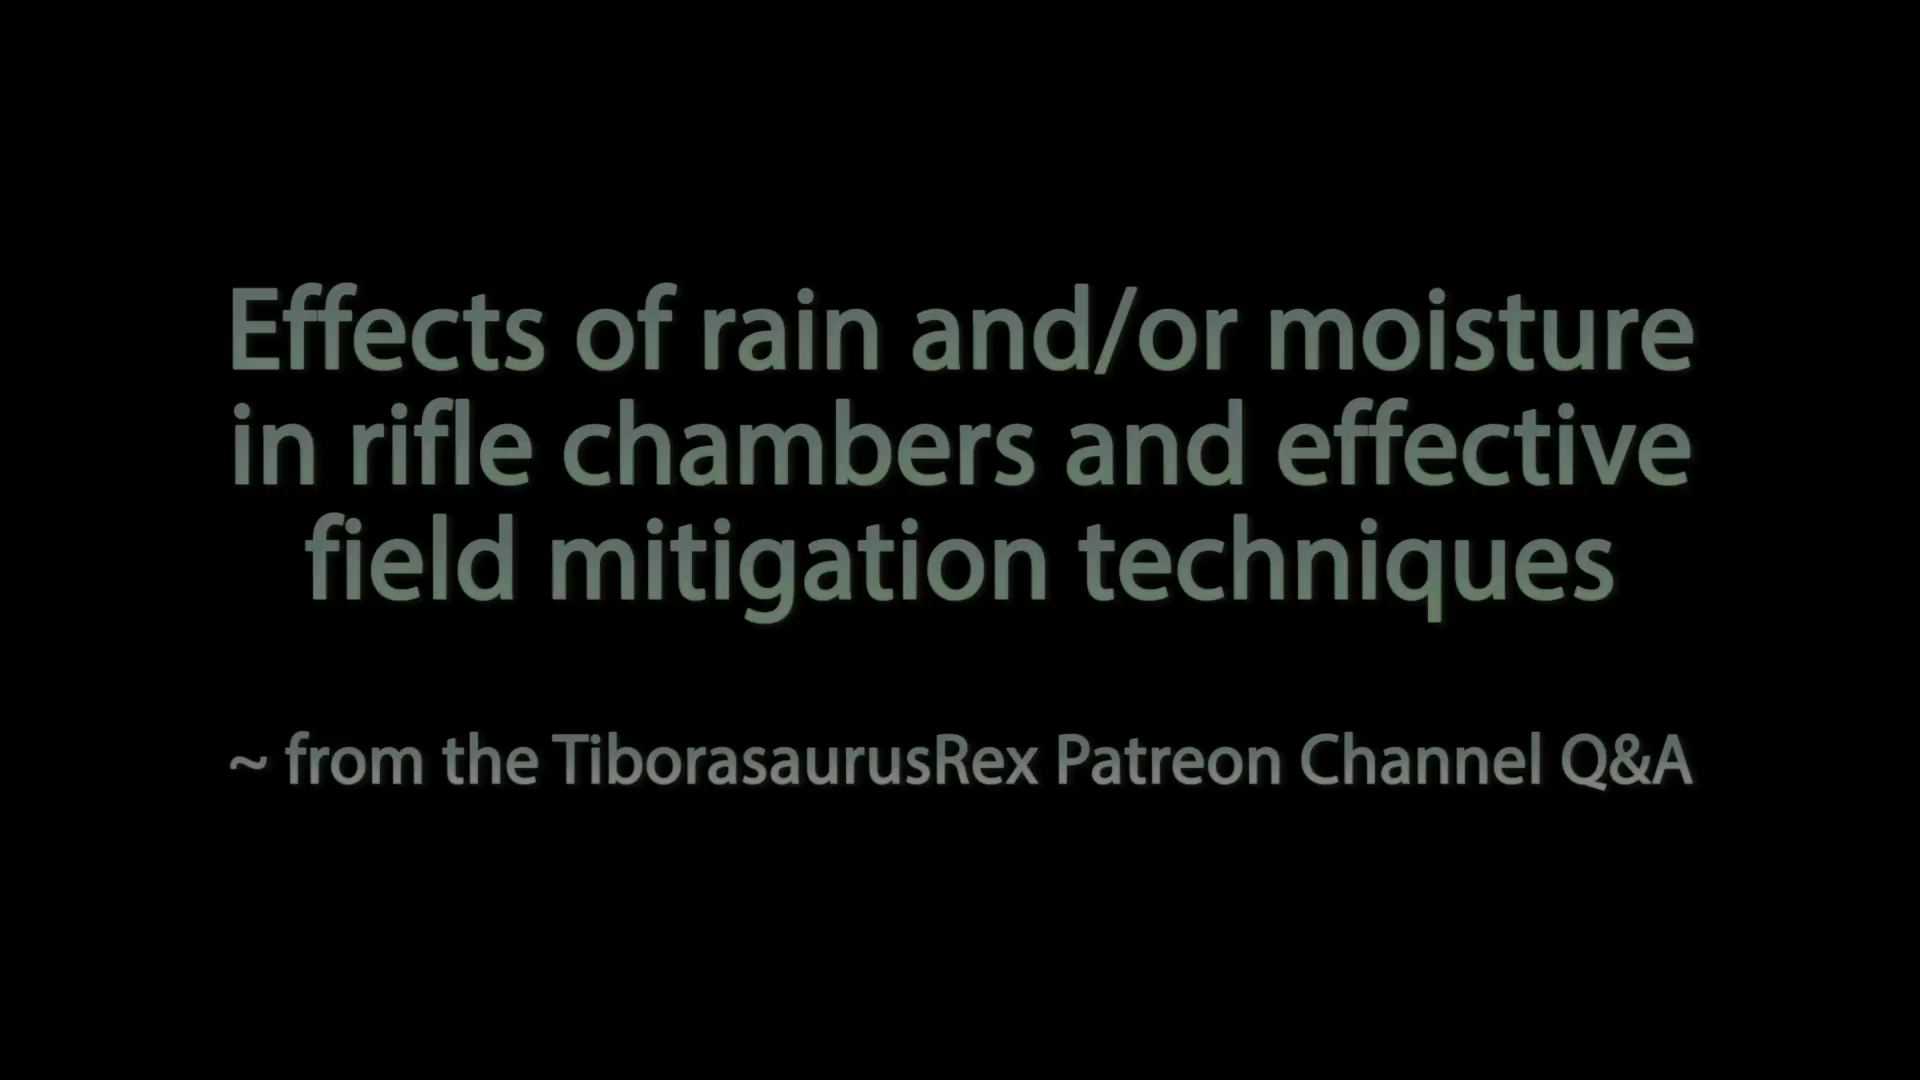 Effects of rain and/or moisture
in rifle chambers and effective
field mitigation techniques
~ from the TiborasaurusRex Patreon Channel Q&A